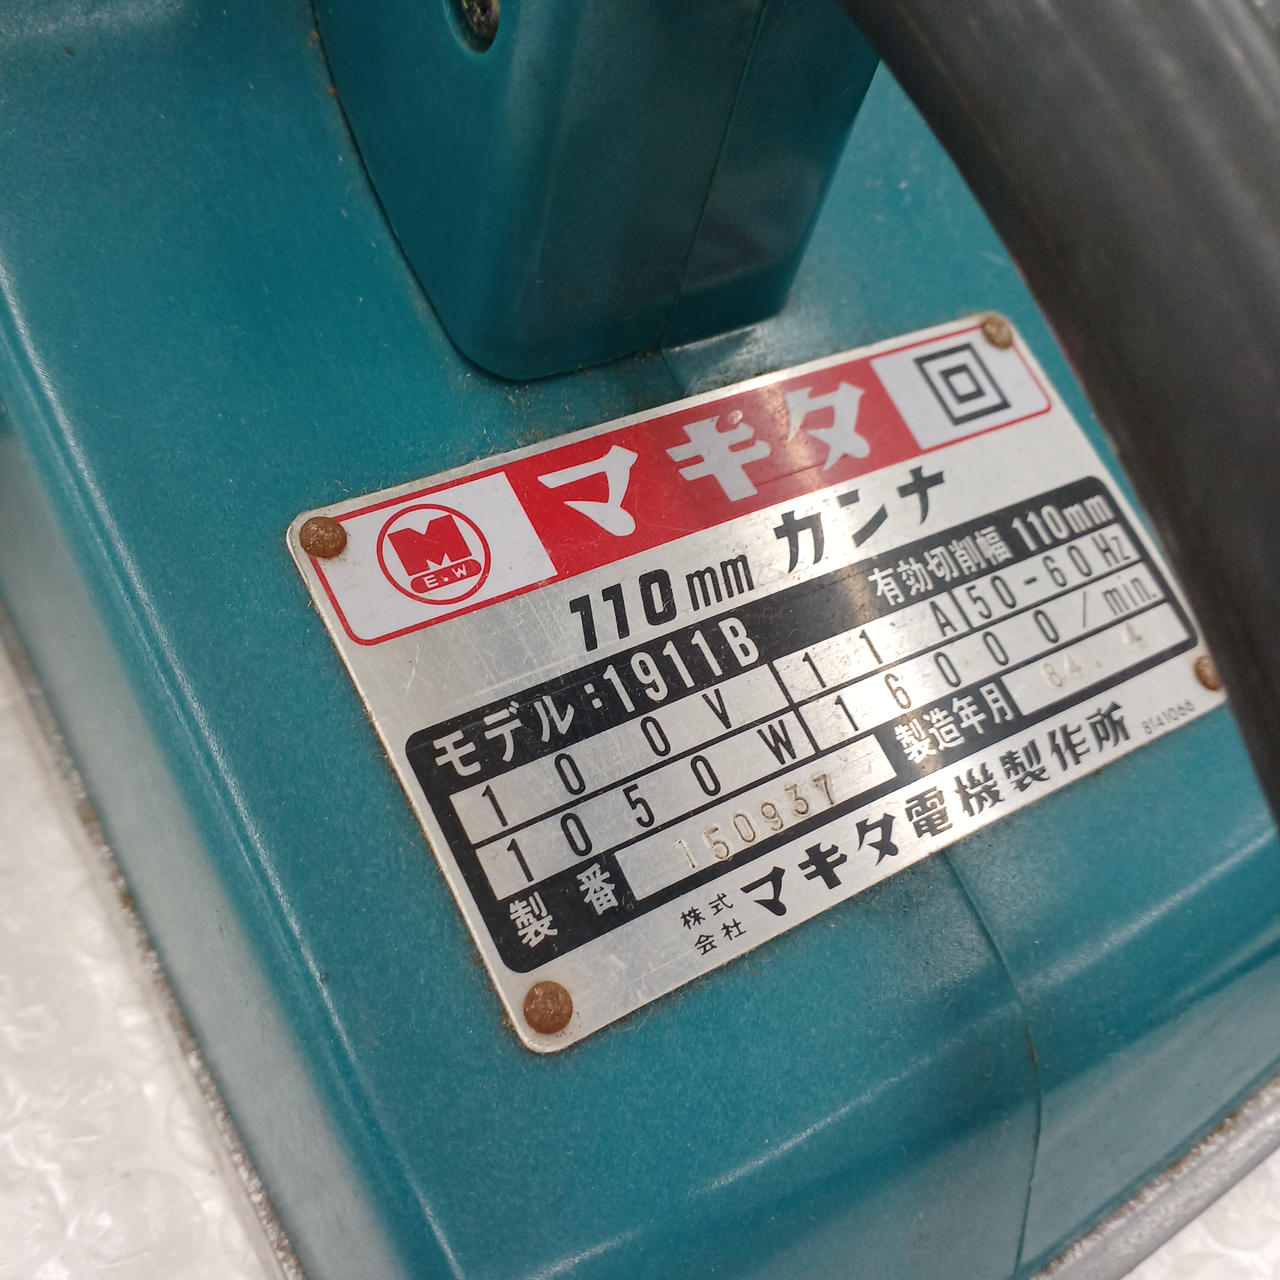 M
E.W
マキタ
110mm カンナ
モデル:1911B 有効切削幅 110mm
100V 11A 50-60Hz
1050W 16000/min.
製番 150937 製造年月 84.4
株式会社 マキタ電機製作所 8141066